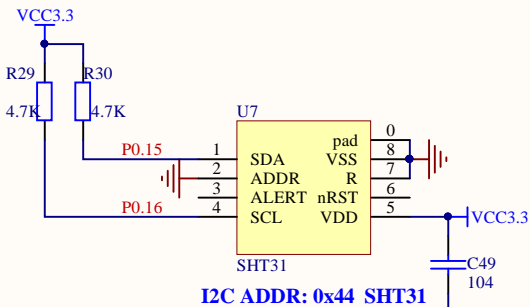 VCC3.3
R29
R30
4.7K
4.7K
U7
P0.15
1
SDA
pad
0
2
ADDR
VSS
8
3
ALERT
R
7
P0.16
4
SCL
nRST
6
VDD
5
VCC3.3
C49
104
SHT31
I2C ADDR: 0x44 SHT31